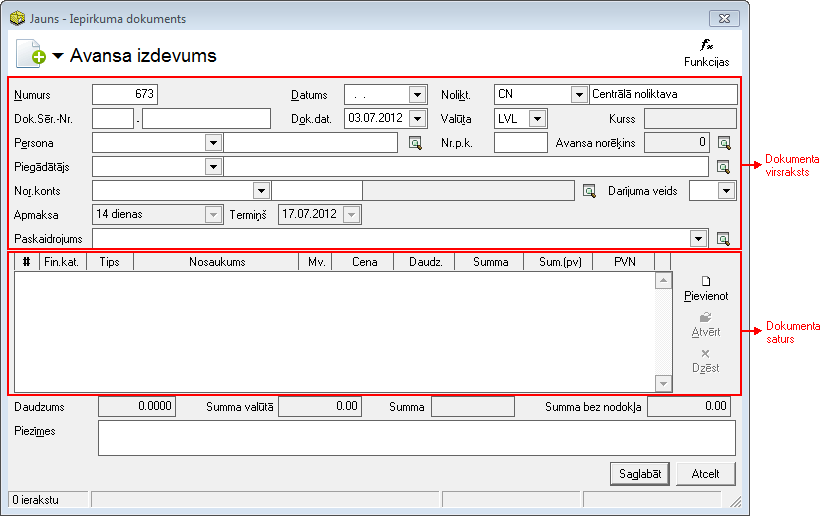 Jauns - Iepirkuma dokuments
Avansa izdevums
fx
Funkcijas
Numurs 673 Datums . . Nolikt. CN Centrālā noliktava
Dok.Sēr.-Nr. - Dok.dat. 03.07.2012 Valūta LVL Kurss
Persona Nr.p.k. Avansa norēķins 0
Piegādātājs
Nor.konts Darījuma veids
Apmaksa 14 dienas Termiņš 17.07.2012
Paskaidrojums
Dokumenta
virsraksts
# Fin.kat. Tips Nosaukums Mv. Cena Daudz. Summa Sum.(pv) PVN
Pievienot
Atvērt
Dzēst
Dokumenta
saturs
Daudzums 0.0000 Summa valūtā 0.00 Summa Summa bez nodokļa 0.00
Piezīmes
Saglabāt Atcelt
0 ierakstu